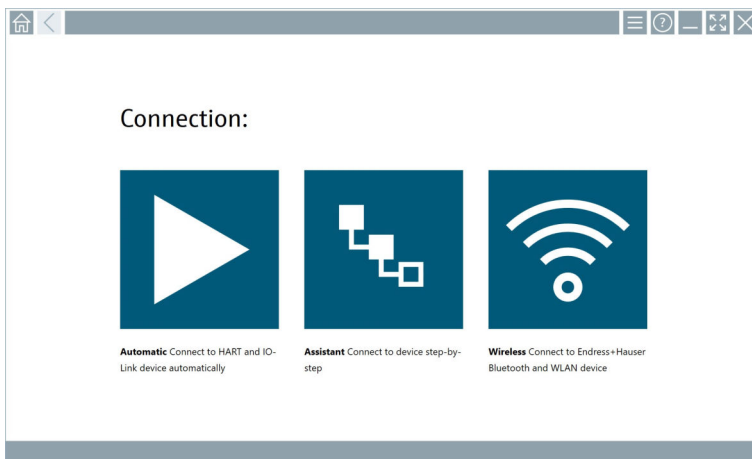 Connection:
Automatic Connect to HART and IO-
Link device automatically
Assistant Connect to device step-by-
step
Wireless Connect to Endress+Hauser
Bluetooth and WLAN device